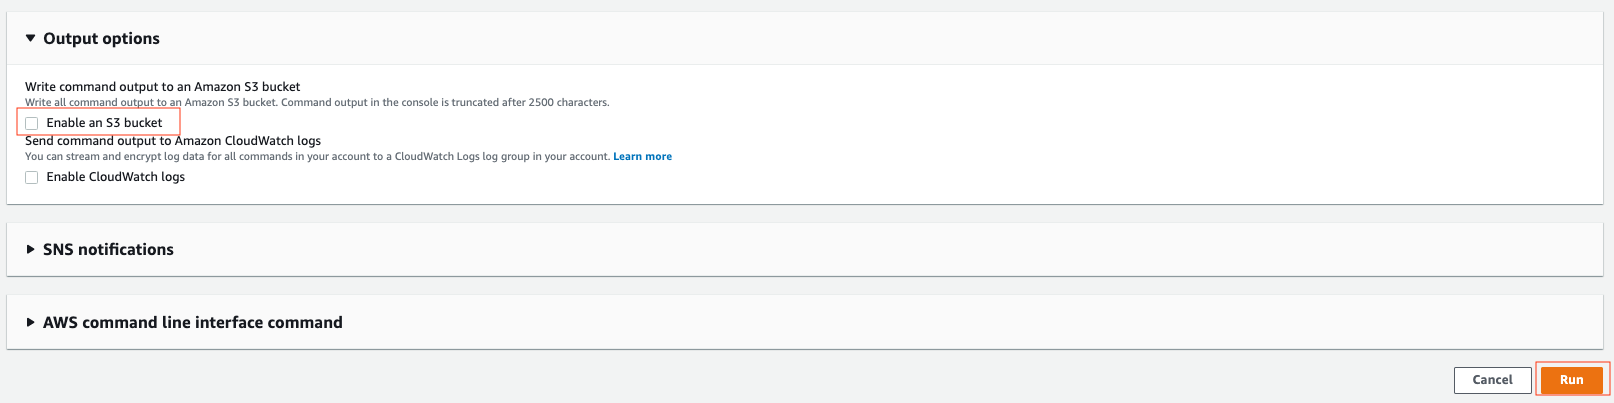 Output options
Write command output to an Amazon S3 bucket
Write all command output to an Amazon S3 bucket. Command output in the console is truncated after 2500 characters.
Enable an S3 bucket
Send command output to Amazon CloudWatch logs
You can stream and encrypt log data for all commands in your account to a CloudWatch Logs log group in your account. Learn more
Enable CloudWatch logs
SNS notifications
AWS command line interface command
Cancel Run